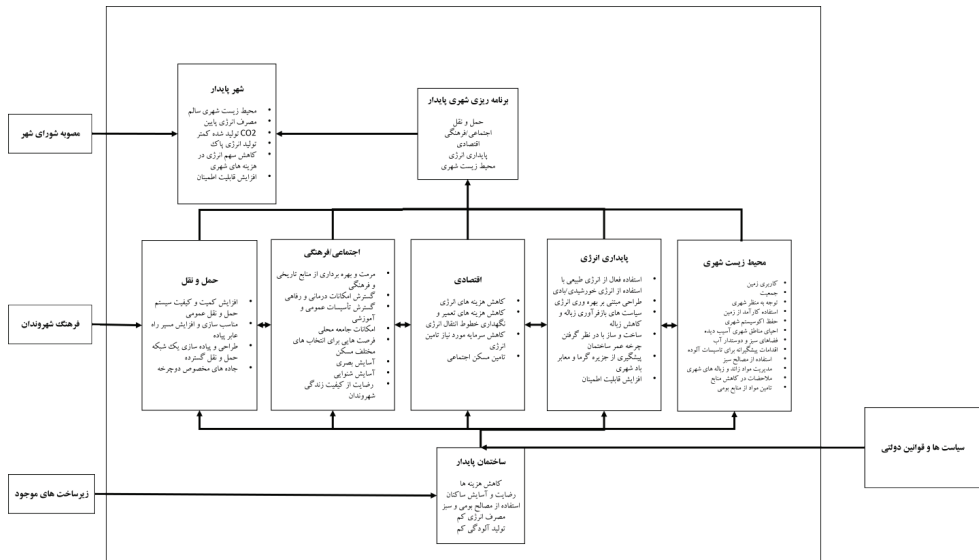 شهر پایدار
محیط زیست شهری سالم
مصرف انرژی پایین
CO2 تولید شده کمتر
تولید انرژی پاک
کاهش سهم انرژی در
هزینه های شهری
افزایش قابلیت اطمینان
برنامه ریزی شهری پایدار
حمل و نقل
اجتماعی/فرهنگی
اقتصادی
پایداری انرژی
محیط زیست شهری
مصوبه شورای شهر
محیط زیست شهری
کاربری زمین
جمعیت
توجه به منظر شهری
استفاده کارآمد از زمین
حفظ اکوسیستم شهری
احیای مناطق شهری آسیب دیده
فضاهای سبز و دوستدار آب
اقدامات پیشگیرانه برای تاسیسات آلوده
استفاده از مصالح سبز
مدیریت مواد زائد و زباله های شهری
ملاحضات در کاهش منابع
تامین مواد از منابع بومی
پایداری انرژی
استفاده فعال از انرژی طبیعی با
استفاده از انرژی خورشیدی/بادی
طراحی مبتنی بر بهره وری انرژی
سیاست های بازفرآوری زباله و
کاهش زباله
ساخت و ساز با در نظر گرفتن
چرخه عمر ساختمان
پیشگیری از جزیره گرما و معابر
باد شهری
افزایش قابلیت اطمینان
اقتصادی
کاهش هزینه های انرژی
کاهش هزینه های تعمیر و
نگهداری خطوط انتقال انرژی
کاهش سرمایه مورد نیاز تامین
انرژی
تامین مسکن اجتماعی
اجتماعی/فرهنگی
مرمت و بهره برداری از منابع تاریخی
و فرهنگی
گسترش امکانات درمانی و رفاهی
گسترش تأسیسات عمومی و
آموزشی
امکانات جامعه محلی
فرصت هایی برای انتخاب های
مختلف مسکن
آسایش بصری
آسایش شنوایی
رضایت از کیفیت زندگی
شهروندان
حمل و نقل
افزایش کمیت و کیفیت سیستم
حمل و نقل عمومی
مناسب سازی و افزایش مسیر راه
عابر پیاده
طراحی و پیاده سازی یک شبکه
حمل و نقل گسترده
جاده های مخصوص دوچرخه
فرهنگ شهروندان
سیاست ها و قوانین دولتی
ساختمان پایدار
کاهش هزینه ها
رضایت و آسایش ساکنان
استفاده از مصالح بومی و سبز
مصرف انرژی کم
تولید آلودگی کم
زیرساخت های موجود